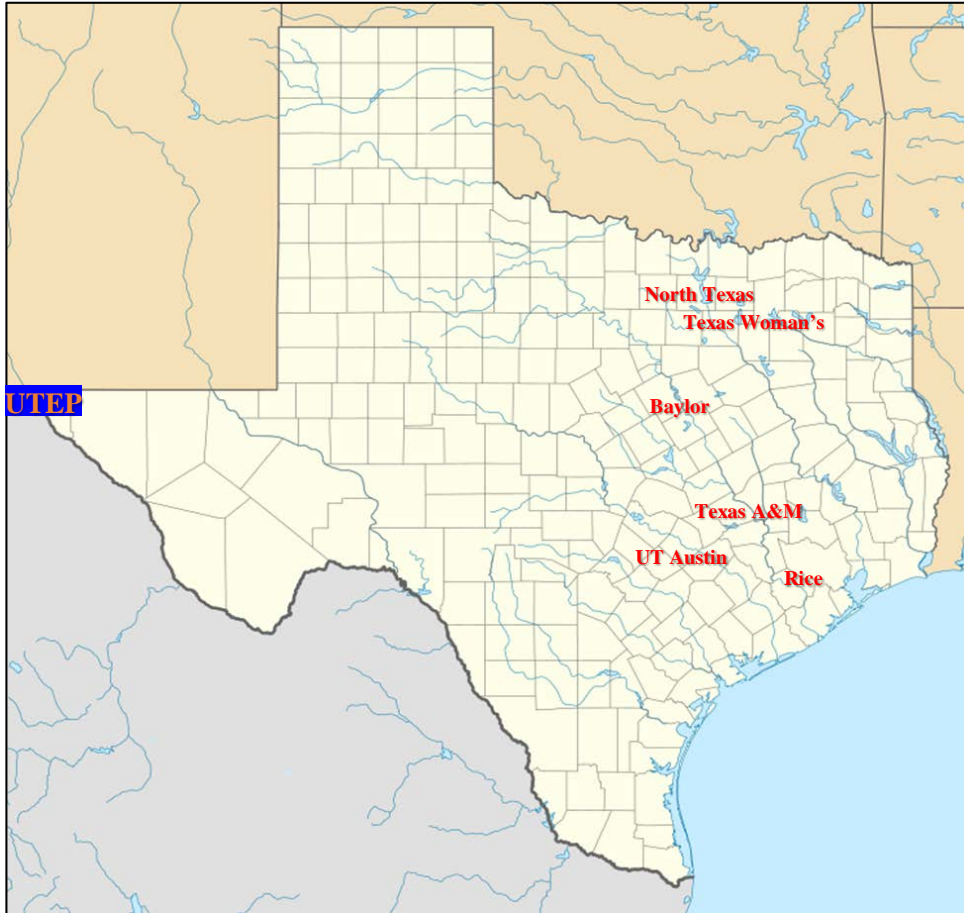 North Texas
Texas Woman’s
UTEP
Baylor
Texas A&M
UT Austin
Rice